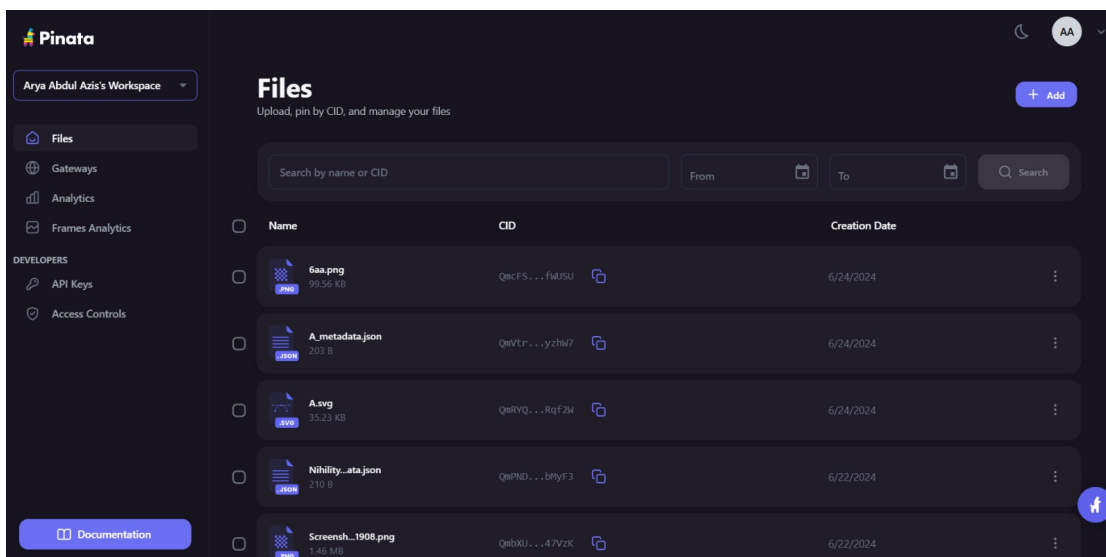 Pinata
AA
Arya Abdul Azis's Workspace
Files
Gateways
Analytics
Frames Analytics
DEVELOPERS
API Keys
Access Controls
Documentation
Files
Upload, pin by CID, and manage your files
+ Add
Search by name or CID
From
To
Search
Name CID Creation Date
6aa.png
99.56 KB
.PNG
QmcFS...fWUSU
6/24/2024
A_metadata.json
203 B
.JSON
QmVtr...yzhW7
6/24/2024
A.svg
35.23 KB
.SVG
QmRYQ...Rqf2W
6/24/2024
Nihility...ata.json
210 B
.JSON
QmPND...bMyF3
6/22/2024
Screensh...1908.png
1.46 MB
.PNG
QmbXU...47VzK
6/22/2024